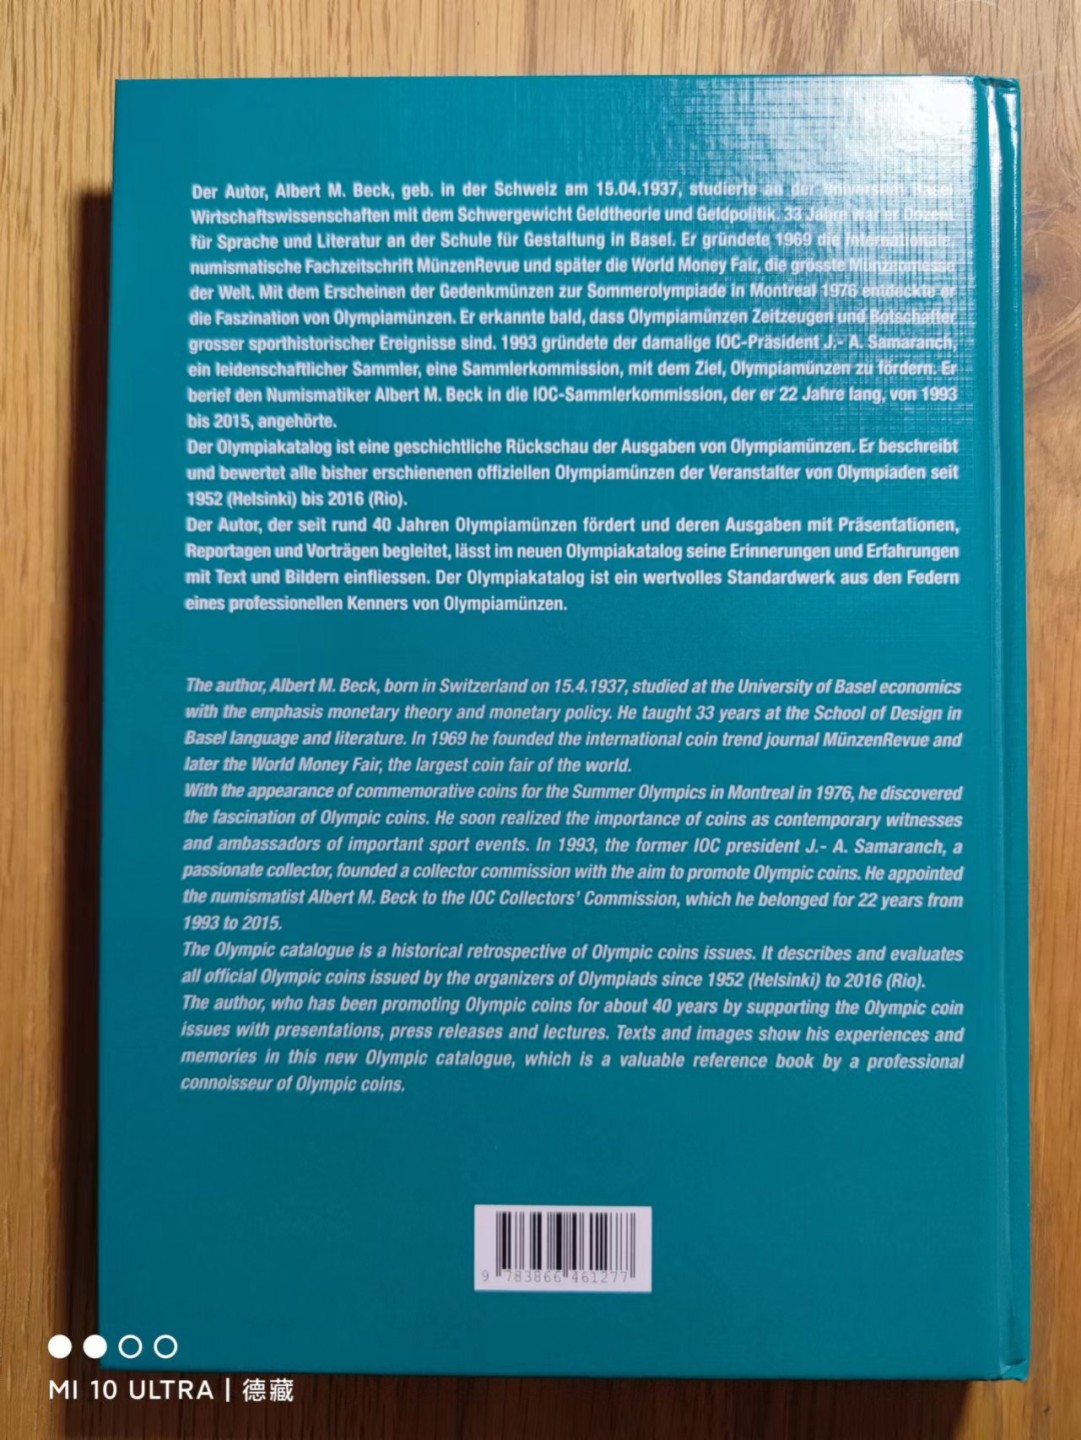 Der Autor, Albert M. Beck, geb. in der Schweiz am 15.04.1937, studierte an der Universität Basel
Wirtschaftswissenschaften mit dem Schwergewicht Geldtheorie und Geldpolitik. 33 Jahre war er Dozent
für Sprache und Literatur an der Schule für Gestaltung in Basel. Er gründete 1969 die internationale,
numismatische Fachzeitschrift MünzenRevue und später die World Money Fair, die grösste Münzenmesse
der Welt. Mit dem Erscheinen der Gedenkmünzen zur Sommerolympiade in Montreal 1976 entdeckte er
die Faszination von Olympiamünzen. Er erkannte bald, dass Olympiamünzen Zeitzeugen und Botschafter
grosser sporthistorischer Ereignisse sind. 1993 gründete der damalige IOC-Präsident J.- A. Samaranch,
ein leidenschaftlicher Sammler, eine Sammlerkommission, mit dem Ziel, Olympiamünzen zu fördern. Er
berief den Numismatiker Albert M. Beck in die IOC-Sammlerkommission, der er 22 Jahre lang, von 1993
bis 2015, angehörte.
Der Olympiakatalog ist eine geschichtliche Rückschau der Ausgaben von Olympiamünzen. Er beschreibt
und bewertet alle bisher erschienenen offiziellen Olympiamünzen der Veranstalter von Olympiaden seit
1952 (Helsinki) bis 2016 (Rio).
Der Autor, der seit rund 40 Jahren Olympiamünzen fördert und deren Ausgaben mit Präsentationen,
Reportagen und Vorträgen begleitet, lässt im neuen Olympiakatalog seine Erinnerungen und Erfahrungen
mit Text und Bildern einfliessen. Der Olympiakatalog ist ein wertvolles Standardwerk aus den Federn
eines professionellen Kenners von Olympiamünzen.
The author, Albert M. Beck, born in Switzerland on 15.4.1937, studied at the University of Basel economics
with the emphasis monetary theory and monetary policy. He taught 33 years at the School of Design in
Basel language and literature. In 1969 he founded the international coin trend journal MünzenRevue and
later the World Money Fair, the largest coin fair of the world.
With the appearance of commemorative coins for the Summer Olympics in Montreal in 1976, he discovered
the fascination of Olympic coins. He soon realized the importance of coins as contemporary witnesses
and ambassadors of important sport events. In 1993, the former IOC president J.- A. Samaranch, a
passionate collector, founded a collector commission with the aim to promote Olympic coins. He appointed
the numismatist Albert M. Beck to the IOC Collectors' Commission, which he belonged for 22 years from
1993 to 2015.
The Olympic catalogue is a historical retrospective of Olympic coins issues. It describes and evaluates
all official Olympic coins issued by the organizers of Olympiads since 1952 (Helsinki) to 2016 (Rio).
The author, who has been promoting Olympic coins for about 40 years by supporting the Olympic coin
issues with presentations, press releases and lectures. Texts and images show his experiences and
memories in this new Olympic catalogue, which is a valuable reference book by a professional
connoisseur of Olympic coins.
9 783866 461277
MI 10 ULTRA | 德藏